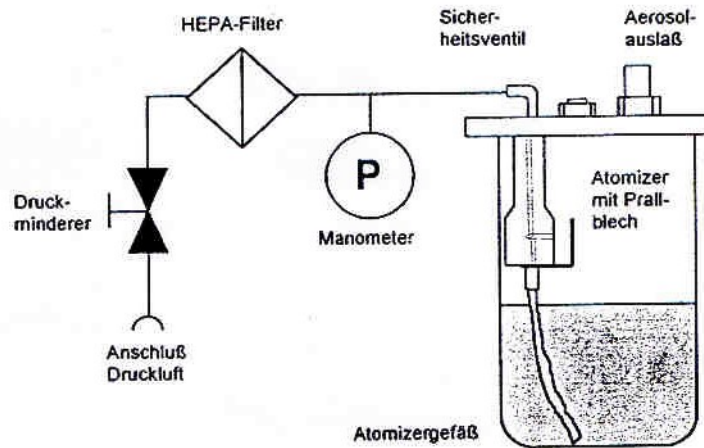 HEPA-Filter
Sicher-
heitsventil
Aerosol-
auslaß
Druck-
minderer
P
Manometer
Atomizer
mit Prall-
blech
Anschluß
Druckluft
Atomizergefäß